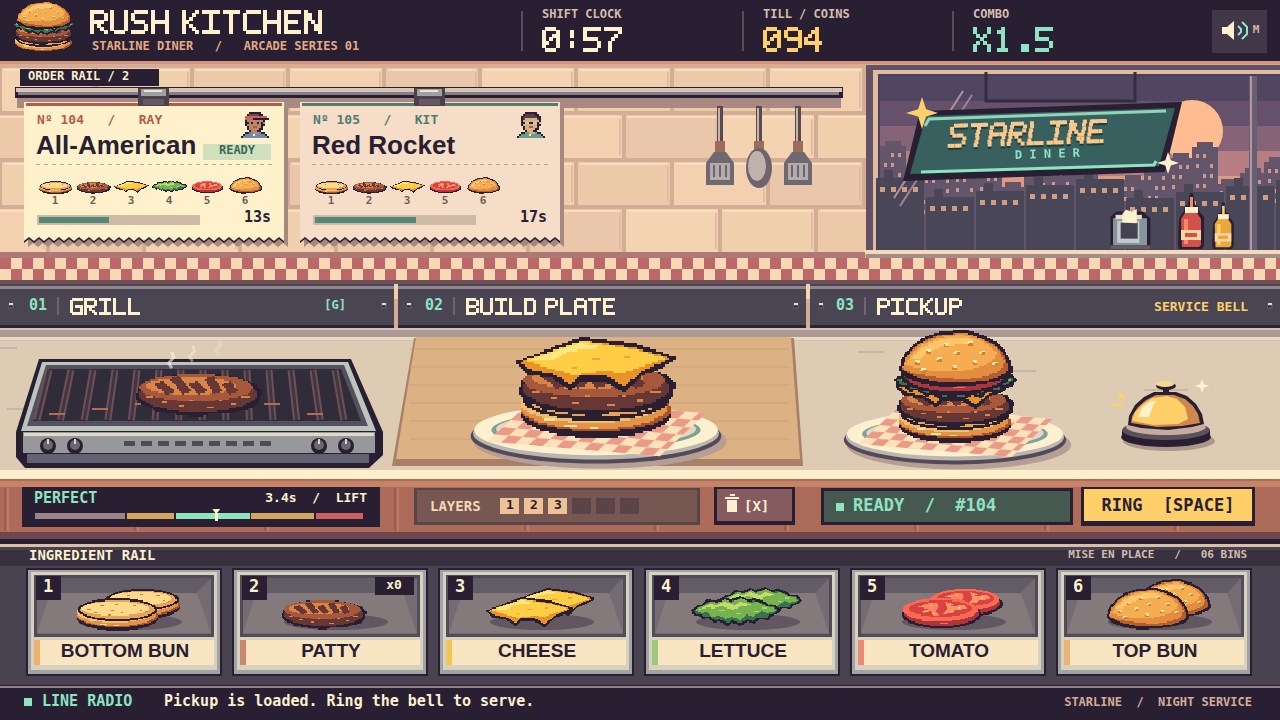 RUSH KITCHEN
STARLINE DINER / ARCADE SERIES 01
SHIFT CLOCK
0:57
TILL / COINS
094
COMBO
X1.5
M
ORDER RAIL / 2
Nº 104 / RAY
All-American
READY
1 2 3 4 5 6
13s
Nº 105 / KIT
Red Rocket
1 2 3 5 6
17s
STARLINE
DINER
01 GRILL [G]
02 BUILD PLATE
03 PICKUP SERVICE BELL
PERFECT 3.4s / LIFT
LAYERS 1 2 3
[X]
READY / #104
RING [SPACE]
INGREDIENT RAIL
MISE EN PLACE / 06 BINS
1 BOTTOM BUN
2 x0 PATTY
3 CHEESE
4 LETTUCE
5 TOMATO
6 TOP BUN
LINE RADIO Pickup is loaded. Ring the bell to serve.
STARLINE / NIGHT SERVICE